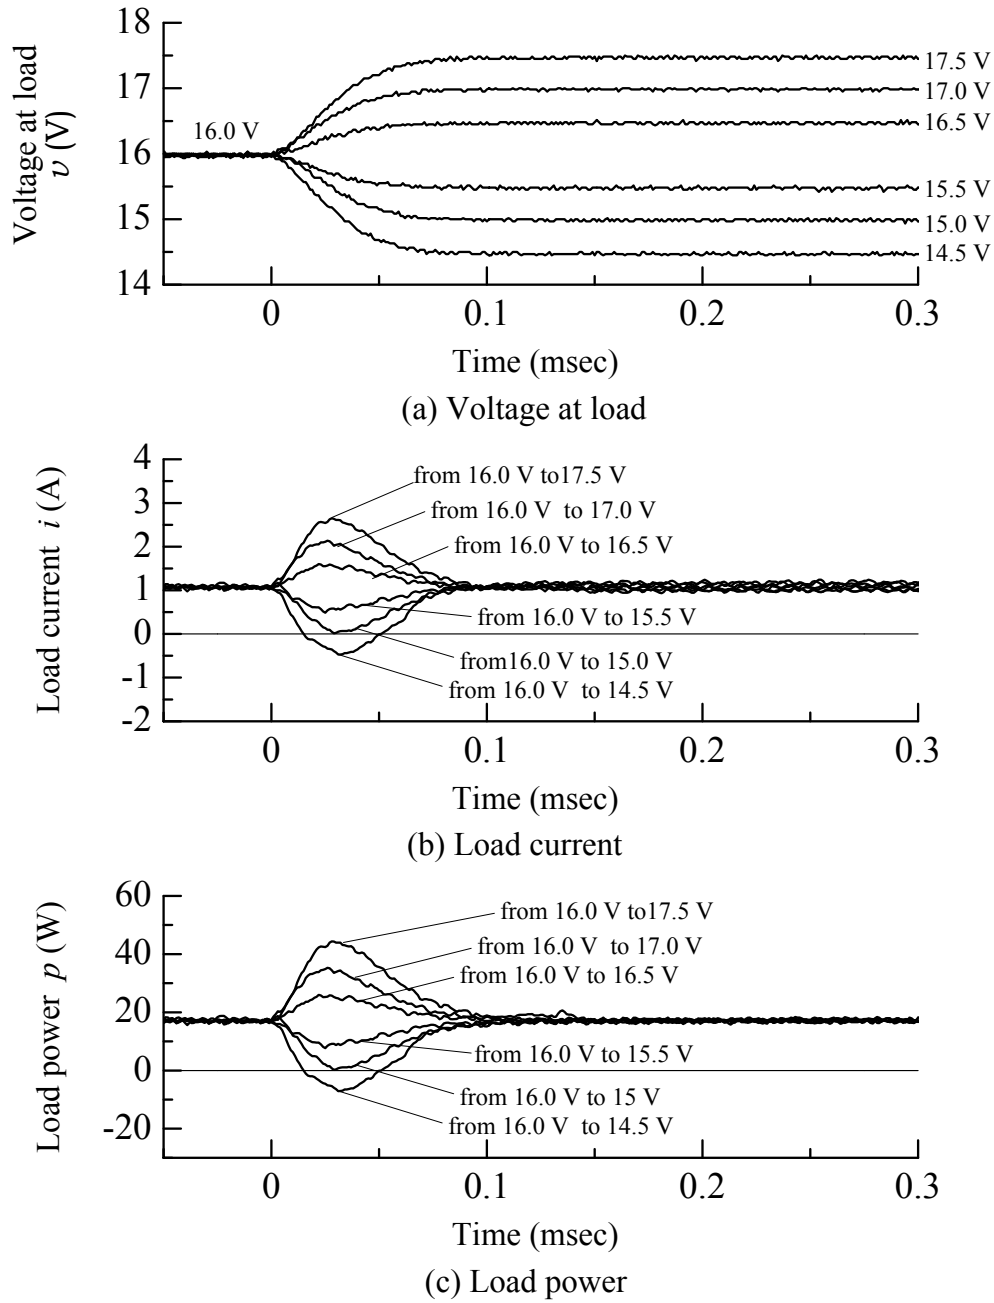 18
17
16
15
14
Voltage at load
υ (V)
16.0 V
17.5 V
17.0 V
16.5 V
15.5 V
15.0 V
14.5 V
0
0.1
0.2
0.3
Time (msec)
(a) Voltage at load
4
3
2
1
0
-1
-2
Load current i (A)
from 16.0 V to17.5 V
from 16.0 V to 17.0 V
from 16.0 V to 16.5 V
from 16.0 V to 15.5 V
from16.0 V to 15.0 V
from 16.0 V to 14.5 V
0
0.1
0.2
0.3
Time (msec)
(b) Load current
60
40
20
0
-20
Load power p (W)
from 16.0 V to17.5 V
from 16.0 V to 17.0 V
from 16.0 V to 16.5 V
from 16.0 V to 15.5 V
from 16.0 V to 15 V
from 16.0 V to 14.5 V
0
0.1
0.2
0.3
Time (msec)
(c) Load power